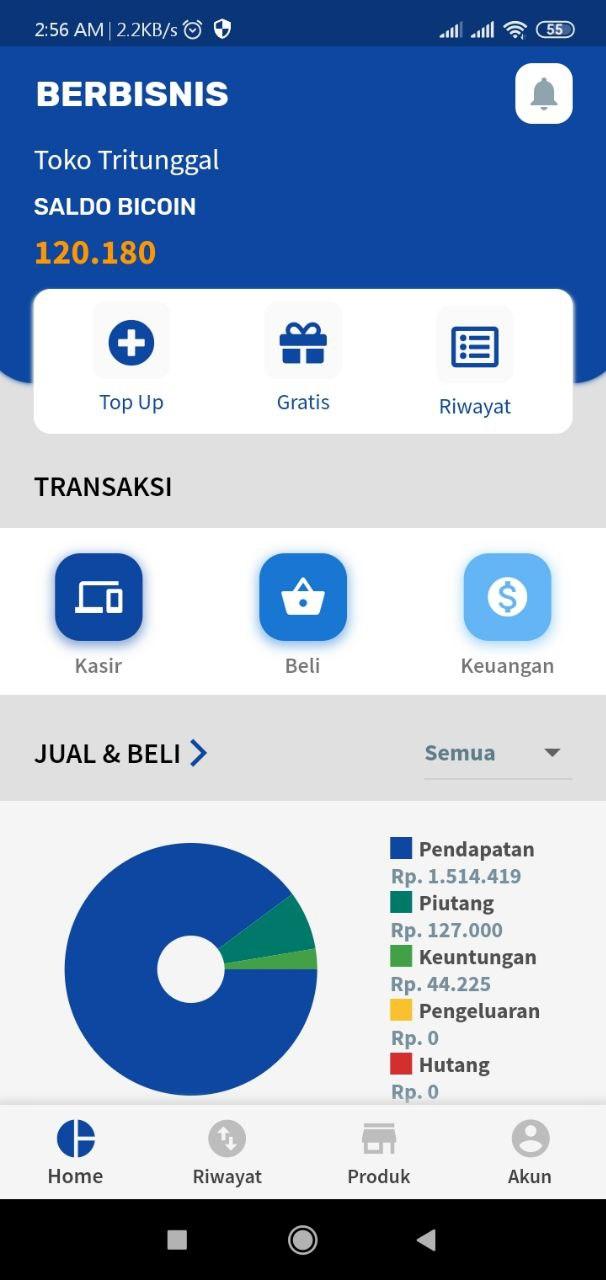 2:56 AM | 2.2KB/s
55
BERBISNIS
Toko Tritunggal
SALDO BICOIN
120.180
Top Up
Gratis
Riwayat
TRANSAKSI
Kasir
Beli
Keuangan
JUAL & BELI
Semua
Pendapatan
Rp. 1.514.419
Piutang
Rp. 127.000
Keuntungan
Rp. 44.225
Pengeluaran
Rp. 0
Hutang
Rp. 0
Home
Riwayat
Produk
Akun